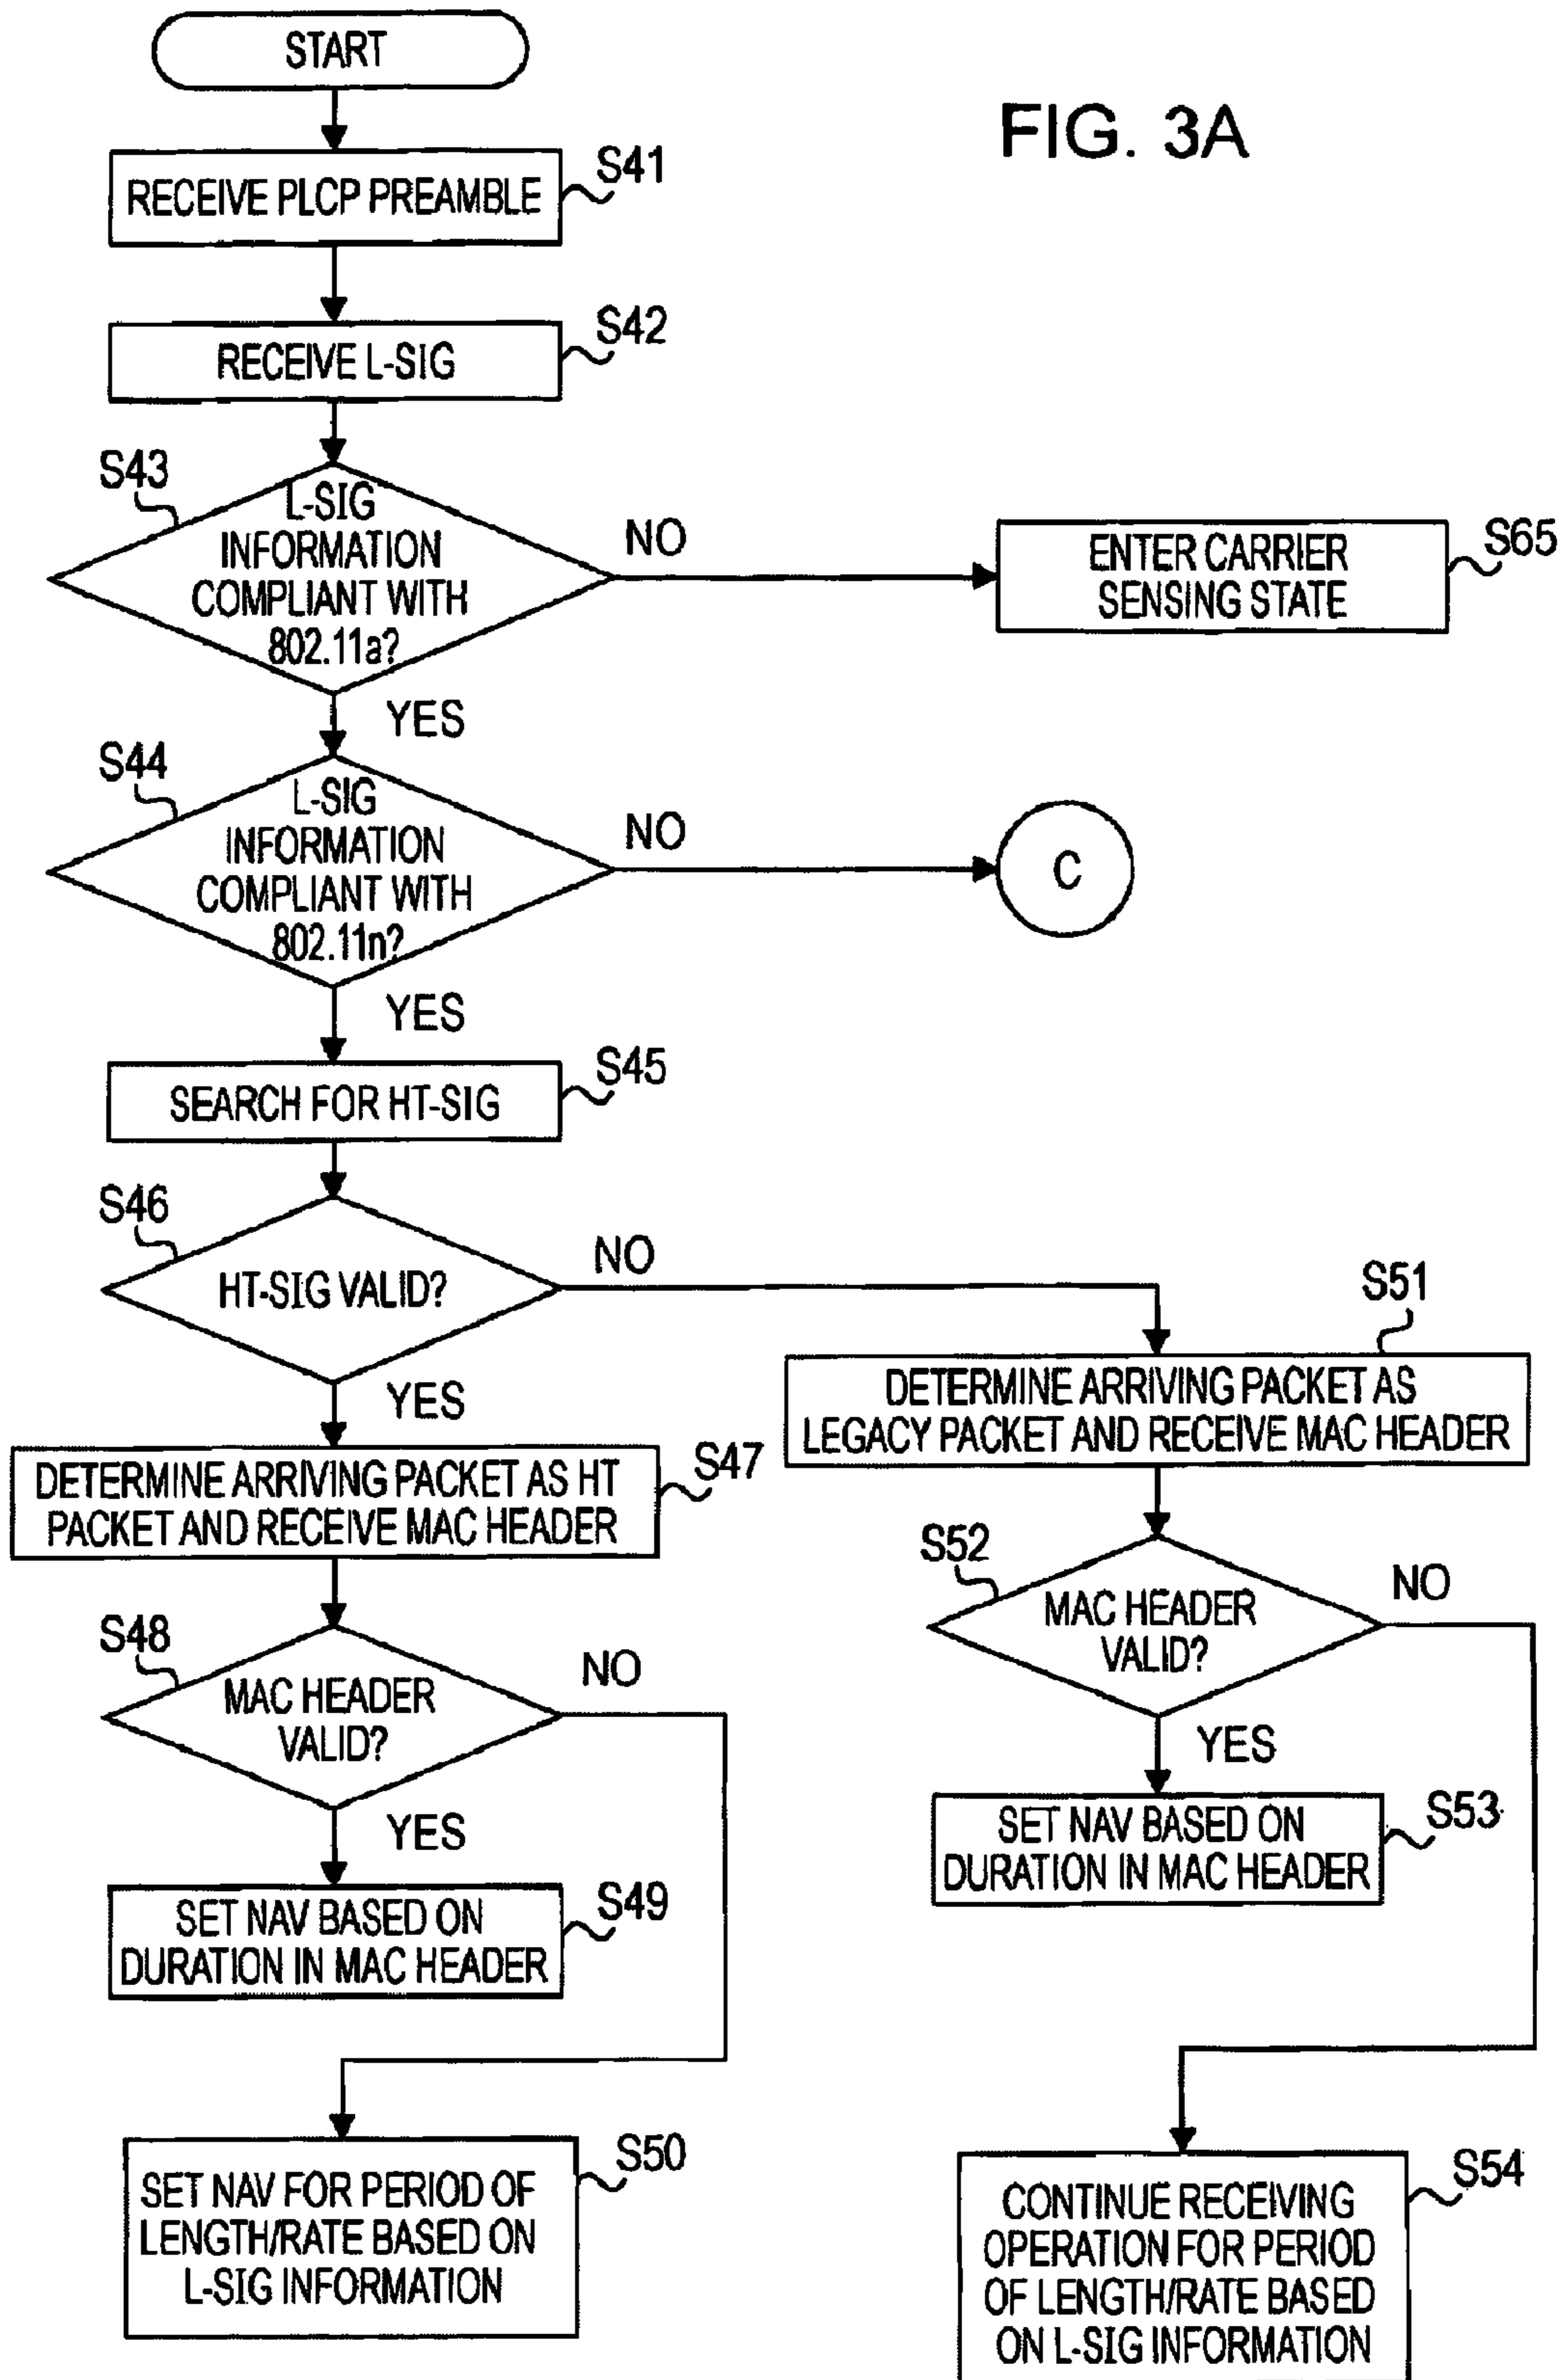 START
FIG. 3A
RECEIVE PLCP PREAMBLE
S41
RECEIVE L-SIG
S42
S43
L-SIG
INFORMATION
COMPLIANT WITH
802.11a?
NO
ENTER CARRIER
SENSING STATE
S65
YES
S44
L-SIG
INFORMATION
COMPLIANT WITH
802.11n?
NO
C
YES
SEARCH FOR HT-SIG
S45
S46
HT-SIG VALID?
NO
YES
S51
DETERMINE ARRIVING PACKET AS
LEGACY PACKET AND RECEIVE MAC HEADER
DETERMINE ARRIVING PACKET AS HT
PACKET AND RECEIVE MAC HEADER
S47
S52
MAC HEADER
VALID?
NO
YES
S48
MAC HEADER
VALID?
NO
YES
SET NAV BASED ON
DURATION IN MAC HEADER
S53
SET NAV BASED ON
DURATION IN MAC HEADER
S49
SET NAV FOR PERIOD OF
LENGTH/RATE BASED ON
L-SIG INFORMATION
S50
CONTINUE RECEIVING
OPERATION FOR PERIOD
OF LENGTH/RATE BASED
ON L-SIG INFORMATION
S54